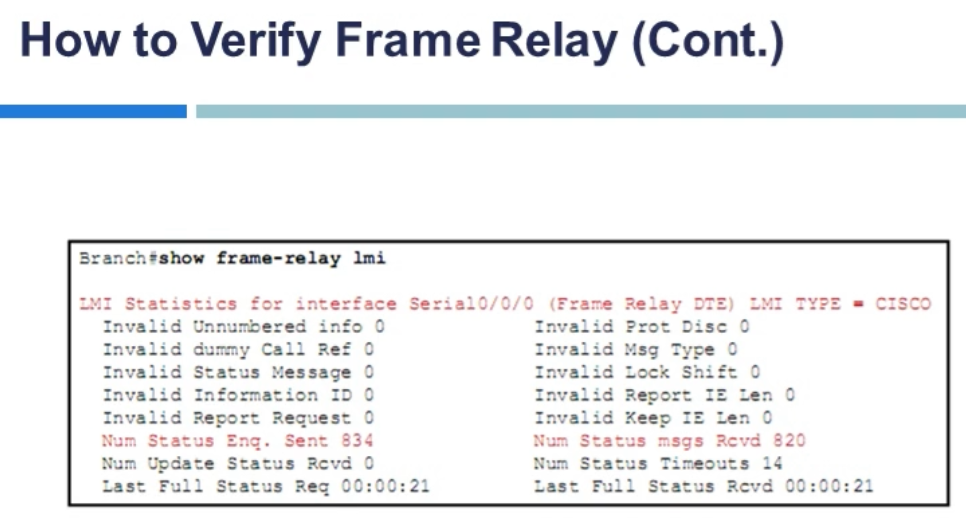 How to Verify Frame Relay (Cont.)
Branch#show frame-relay lmi
LMI Statistics for interface Serial0/0/0 (Frame Relay DTE) LMI TYPE = CISCO
Invalid Unnumbered info 0 Invalid Prot Disc 0
Invalid dummy Call Ref 0 Invalid Msg Type 0
Invalid Status Message 0 Invalid Lock Shift 0
Invalid Information ID 0 Invalid Report IE Len 0
Invalid Report Request 0 Invalid Keep IE Len 0
Num Status Enq. Sent 834 Num Status msgs Rcvd 820
Num Update Status Rcvd 0 Num Status Timeouts 14
Last Full Status Req 00:00:21 Last Full Status Rcvd 00:00:21